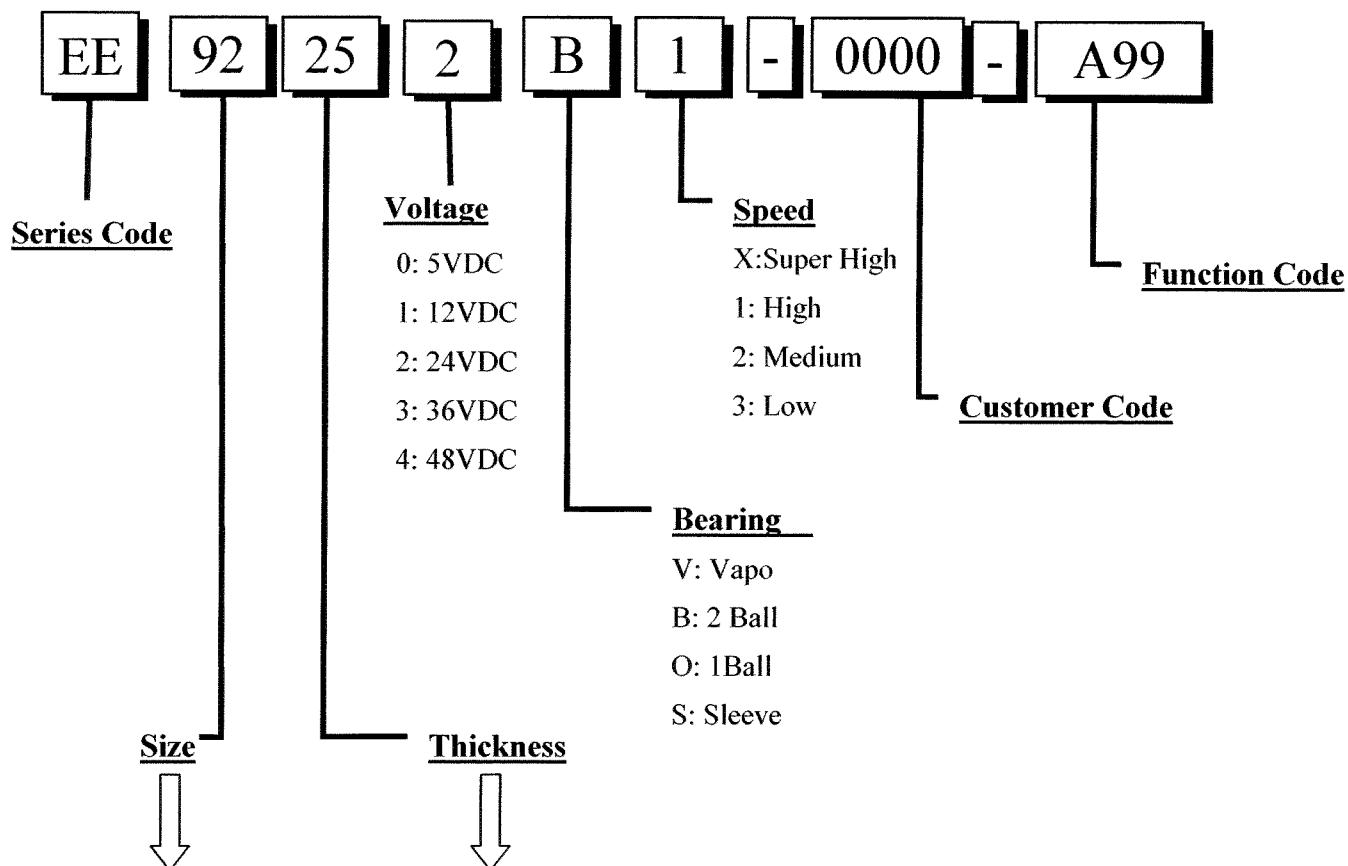 EE 92 25 2 B 1 - 0000 - A99
Series Code
Voltage
0: 5VDC
1: 12VDC
2: 24VDC
3: 36VDC
4: 48VDC
Speed
X:Super High
1: High
2: Medium
3: Low
Function Code
Customer Code
Bearing
V: Vapo
B: 2 Ball
O: 1Ball
S: Sleeve
Size
Thickness